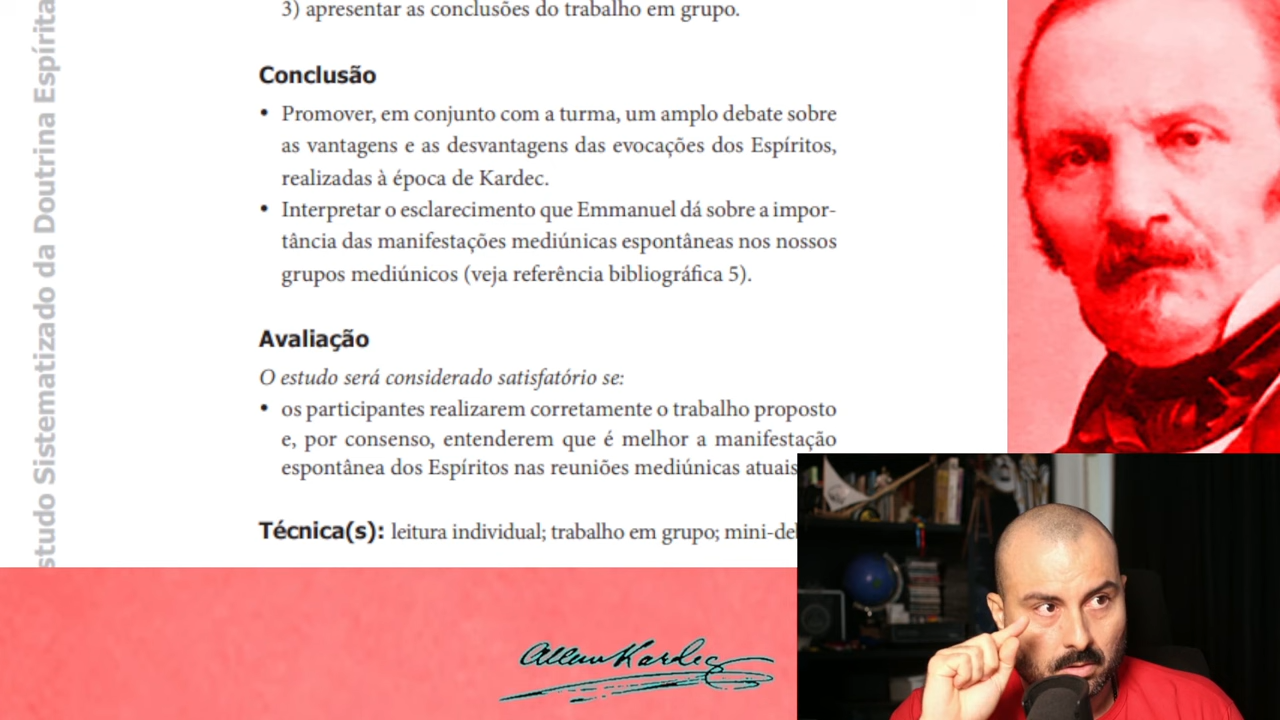 3) apresentar as conclusões do trabalho em grupo.
Conclusão
• Promover, em conjunto com a turma, um amplo debate sobre
as vantagens e as desvantagens das evocações dos Espíritos,
realizadas à época de Kardec.
• Interpretar o esclarecimento que Emmanuel dá sobre a impor-
tância das manifestações mediúnicas espontâneas nos nossos
grupos mediúnicos (veja referência bibliográfica 5).
Avaliação
O estudo será considerado satisfatório se:
• os participantes realizarem corretamente o trabalho proposto
e, por consenso, entenderem que é melhor a manifestação
espontânea dos Espíritos nas reuniões mediúnicas atuais
Técnica(s): leitura individual; trabalho em grupo;
studo Sistematizado da Doutrina Espírita
Allan Kardec